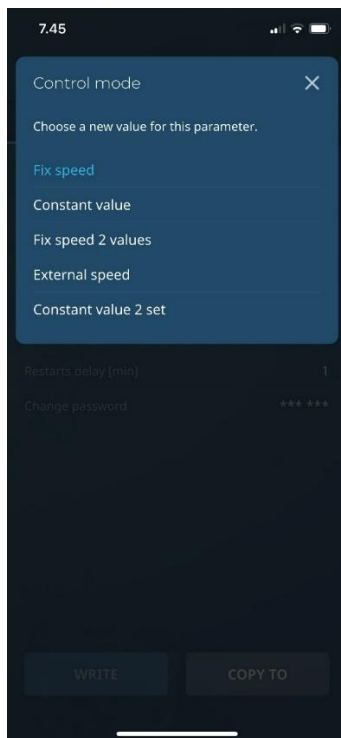 7.45
Control mode
Choose a new value for this parameter.
Fix speed
Constant value
Fix speed 2 values
External speed
Constant value 2 set
Restarts delay [min] 1
Change password *** ***
WRITE COPY TO